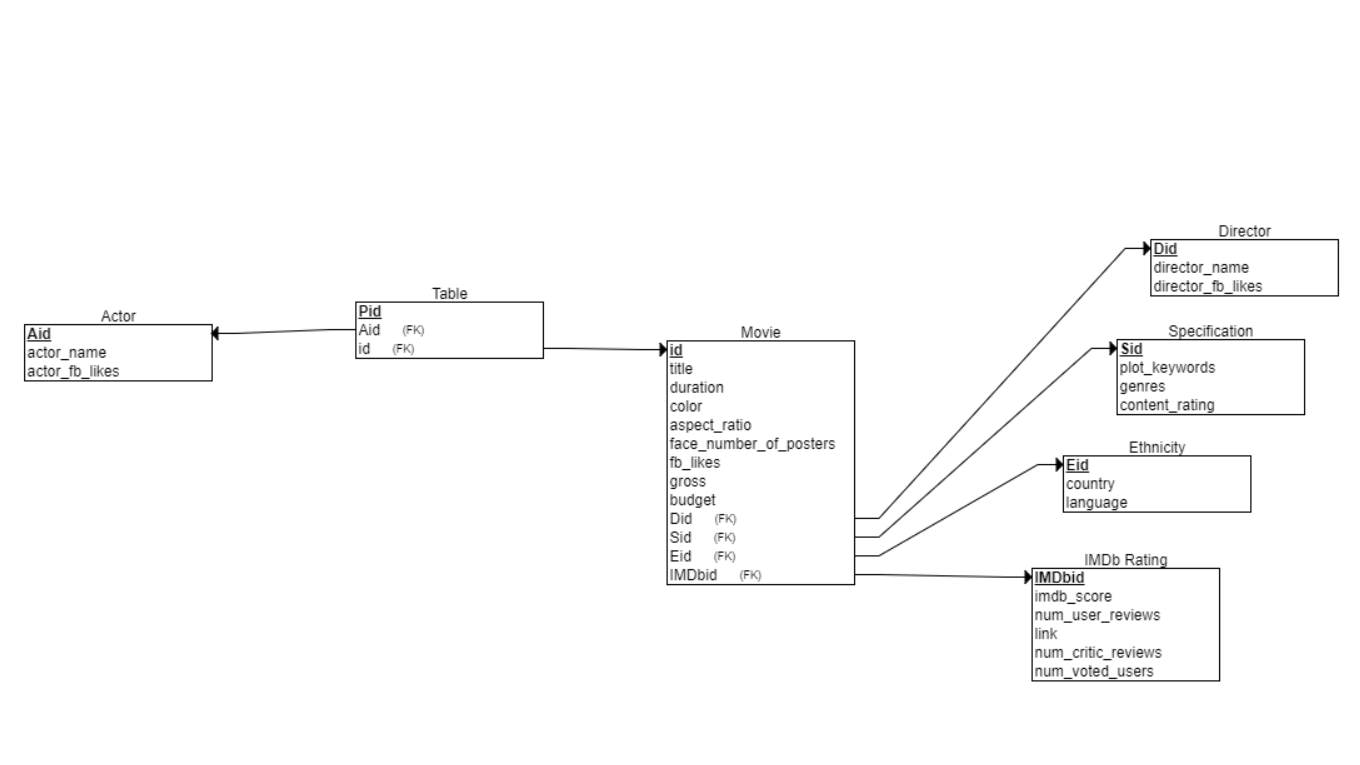 Actor
Aid
actor_name
actor_fb_likes
Table
Pid
Aid (FK)
id (FK)
Movie
id
title
duration
color
aspect_ratio
face_number_of_posters
fb_likes
gross
budget
Did (FK)
Sid (FK)
Eid (FK)
IMDbid (FK)
Director
Did
director_name
director_fb_likes
Specification
Sid
plot_keywords
genres
content_rating
Ethnicity
Eid
country
language
IMDb Rating
IMDbid
imdb_score
num_user_reviews
link
num_critic_reviews
num_voted_users